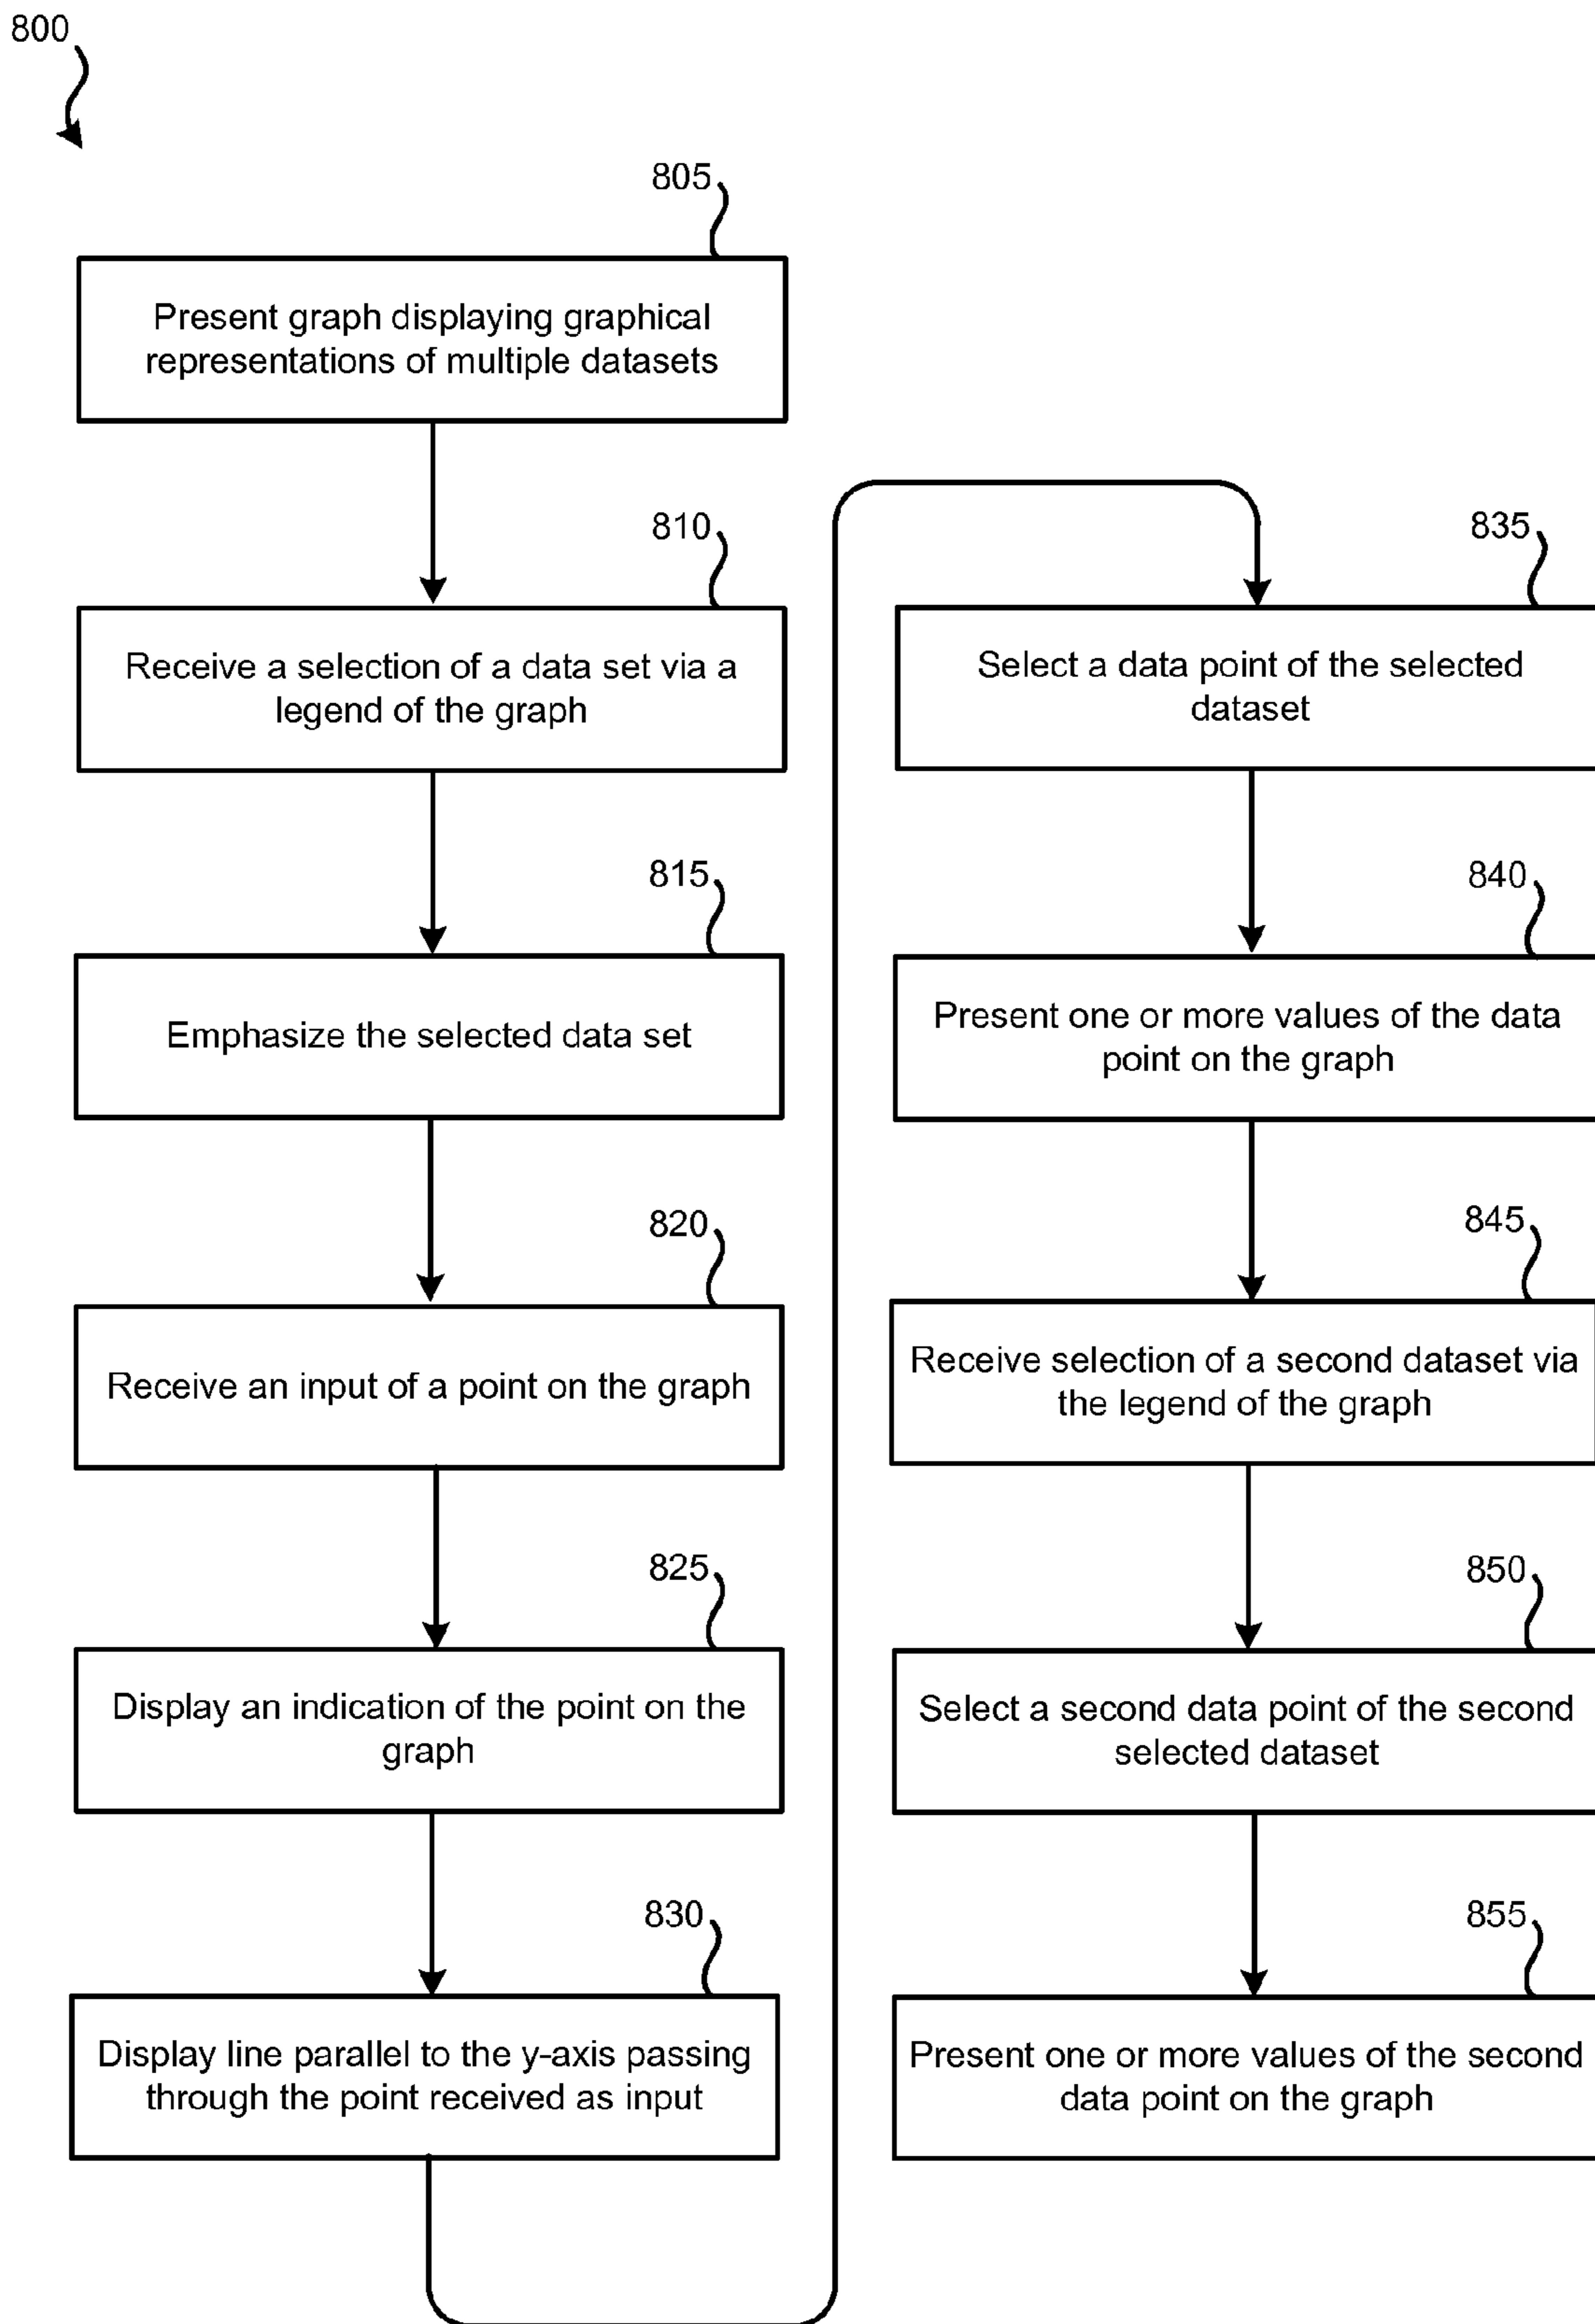 800
805
Present graph displaying graphical
representations of multiple datasets
810
Receive a selection of a data set via a
legend of the graph
815
Emphasize the selected data set
820
Receive an input of a point on the graph
825
Display an indication of the point on the
graph
830
Display line parallel to the y-axis passing
through the point received as input
835
Select a data point of the selected
dataset
840
Present one or more values of the data
point on the graph
845
Receive selection of a second dataset via
the legend of the graph
850
Select a second data point of the second
selected dataset
855
Present one or more values of the second
data point on the graph